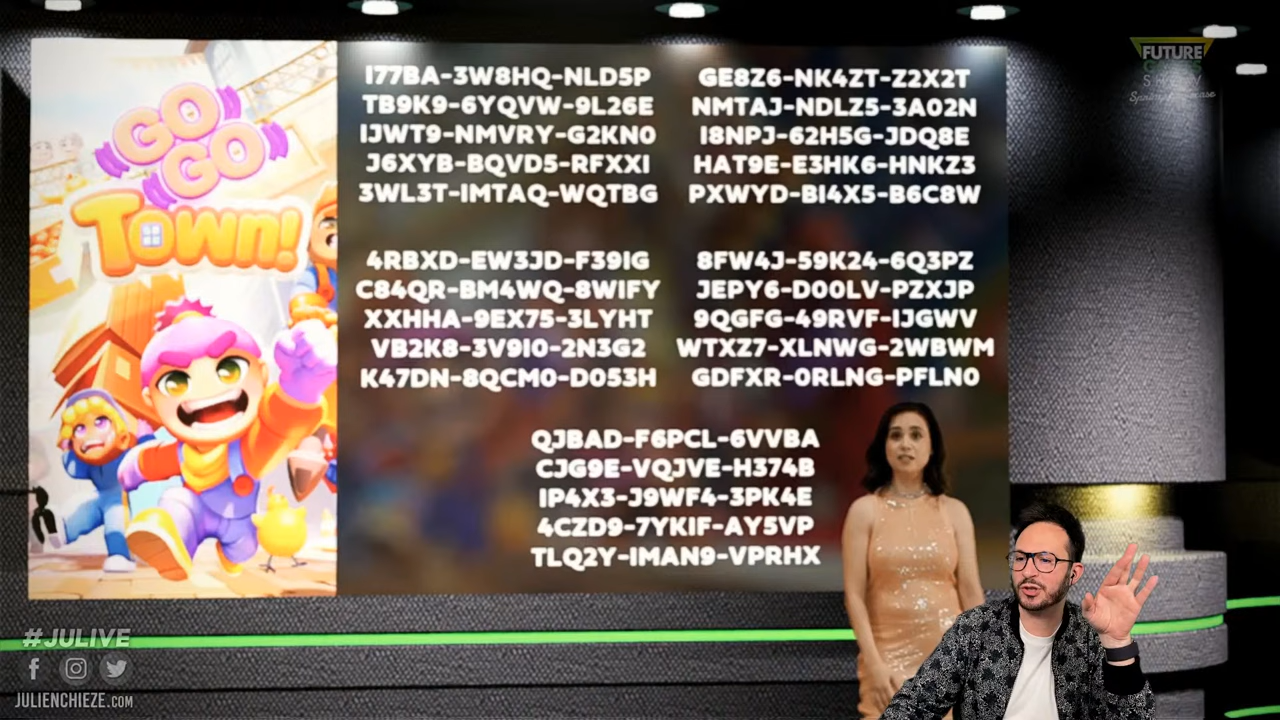 GO
GO
TOWN!
I77BA-3W8HQ-NLD5P
TB9K9-6YQVW-9L26E
IJWT9-NMVRY-G2KN0
J6XYB-BQVD5-RFXXI
3WL3T-IMTAQ-WQTBG
GE8Z6-NK4ZT-Z2X2T
NMTAJ-NDLZ5-3A02N
I8NPJ-62H5G-JDQ8E
HAT9E-E3HK6-HNKZ3
PXWYD-BI4X5-B6C8W
4RBXD-EW3JD-F39IG
C84QR-BM4WQ-8WIFY
XXHHA-9EX75-3LYHT
VB2K8-3V9I0-2N3G2
K47DN-8QCM0-D053H
8FW4J-59K24-6Q3PZ
JEPY6-D00LV-PZXJP
9QGFG-49RVF-IJGWV
WTXZ7-XLNWG-2WBWM
GDFXR-0RLNG-PFLN0
QJBAD-F6PCL-6VVBA
CJG9E-VQJVE-H374B
IP4X3-J9WF4-3PK4E
4CZD9-7YKIF-AY5VP
TLQ2Y-IMAN9-VPRHX
FUTURE
GAMES
#JULIVE
JULIENCHIEZE.COM